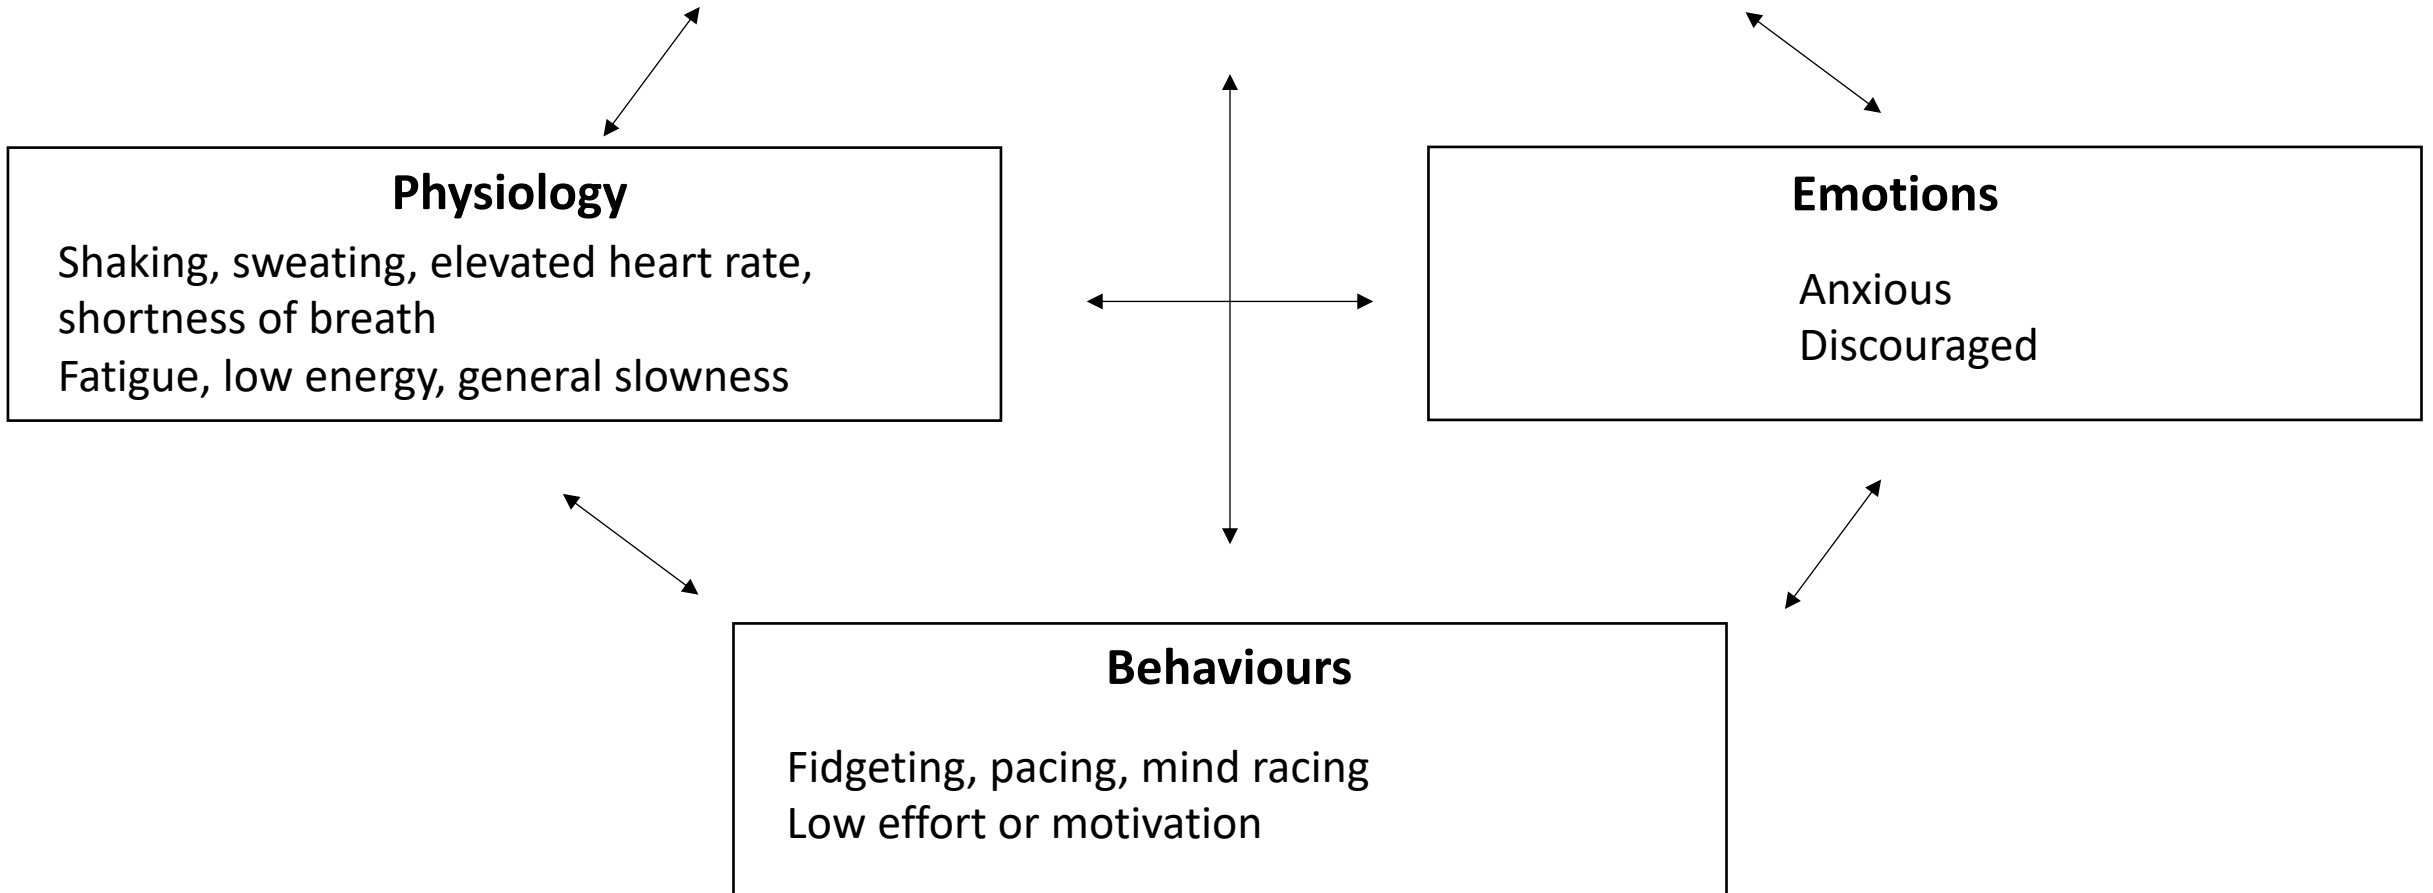 Physiology
Shaking, sweating, elevated heart rate,
shortness of breath
Fatigue, low energy, general slowness
Emotions
Anxious
Discouraged
Behaviours
Fidgeting, pacing, mind racing
Low effort or motivation